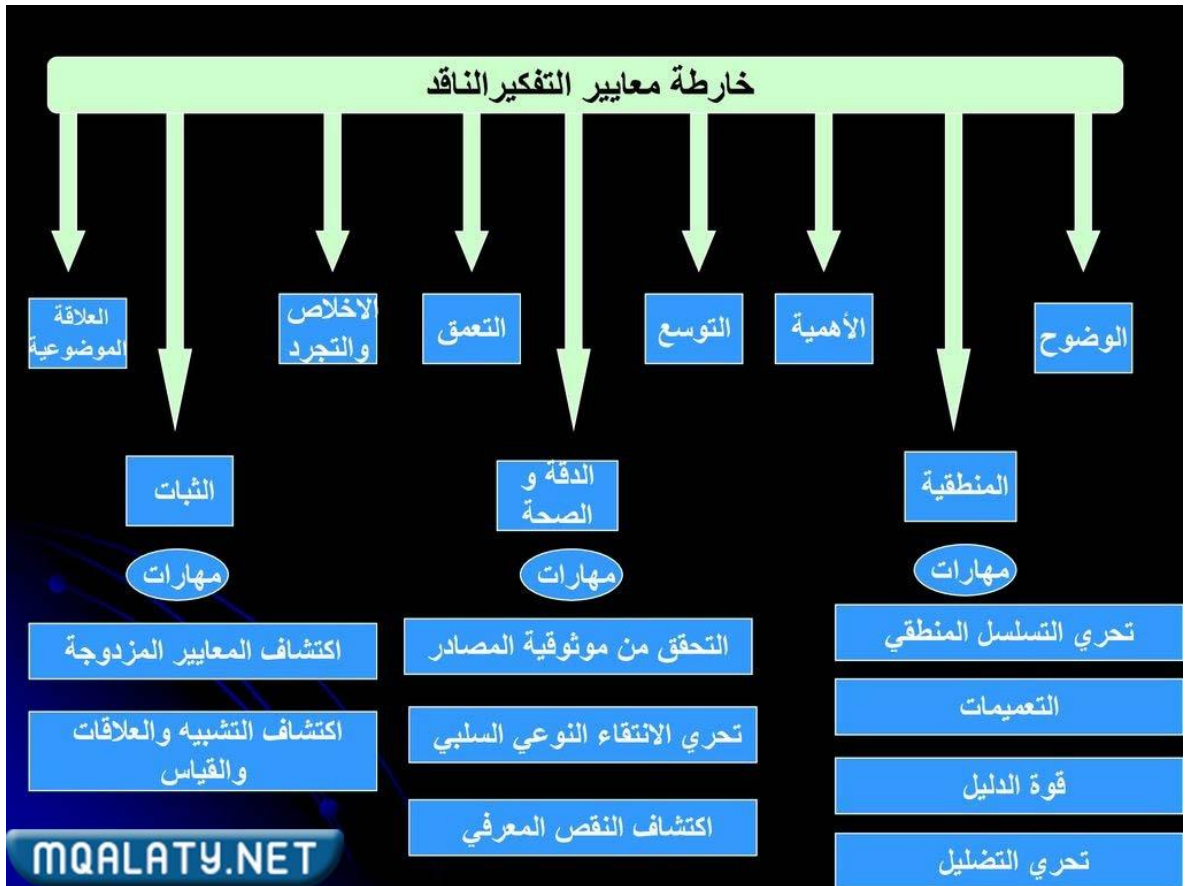 خارطة معايير التفكيرالناقد
الوضوح
الأهمية
التوسع
التعمق
الاخلاص
والتجرد
العلاقة
الموضوعية
المنطقية
الدقة و
الصحة
الثبات
مهارات
مهارات
مهارات
تحري التسلسل المنطقي
التعميمات
قوة الدليل
تحري التضليل
التحقق من موثوقية المصادر
تحري الانتقاء النوعي السلبي
اكتشاف النقص المعرفي
اكتشاف المعايير المزدوجة
اكتشاف التشبيه والعلاقات
والقياس
MQALATY.NET